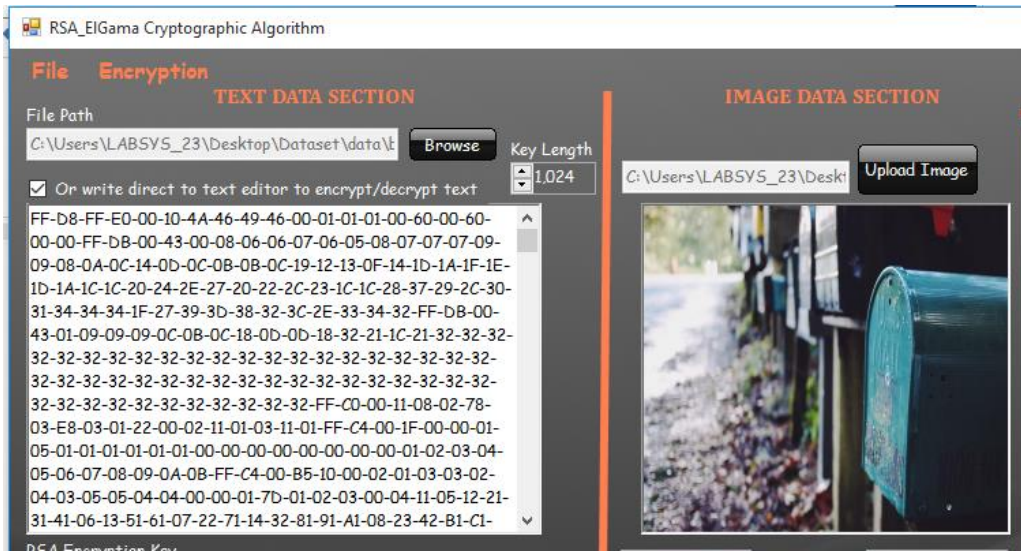 RSA_ElGama Cryptographic Algorithm
File Encryption
TEXT DATA SECTION
File Path
C:\Users\LABSYS_23\Desktop\Dataset\data\t
Browse
Key Length
1,024
Or write direct to text editor to encrypt/decrypt text
FF-D8-FF-E0-00-10-4A-46-49-46-00-01-01-01-00-60-00-60-
00-00-FF-DB-00-43-00-08-06-06-07-06-05-08-07-07-07-09-
09-08-0A-0C-14-0D-0C-0B-0B-0C-19-12-13-0F-14-1D-1A-1F-1E-
1D-1A-1C-1C-20-24-2E-27-20-22-2C-23-1C-1C-28-37-29-2C-30-
31-34-34-34-1F-27-39-3D-38-32-3C-2E-33-34-32-FF-DB-00-
43-01-09-09-09-0C-0B-0C-18-0D-0D-18-32-21-1C-21-32-32-32-
32-32-32-32-32-32-32-32-32-32-32-32-32-32-32-32-
32-32-32-32-32-32-32-32-32-32-32-32-32-32-32-32-
32-32-32-32-32-32-32-32-32-32-FF-C0-00-11-08-02-78-
03-E8-03-01-22-00-02-11-01-03-11-01-FF-C4-00-1F-00-00-01-
05-01-01-01-01-01-01-00-00-00-00-00-00-00-00-01-02-03-04-
05-06-07-08-09-0A-0B-FF-C4-00-B5-10-00-02-01-03-03-02-
04-03-05-05-04-04-00-00-01-7D-01-02-03-00-04-11-05-12-21-
31-41-06-13-51-61-07-22-71-14-32-81-91-A1-08-23-42-B1-C1-
RSA Encryption Key
IMAGE DATA SECTION
C:\Users\LABSYS_23\Deskt
Upload Image